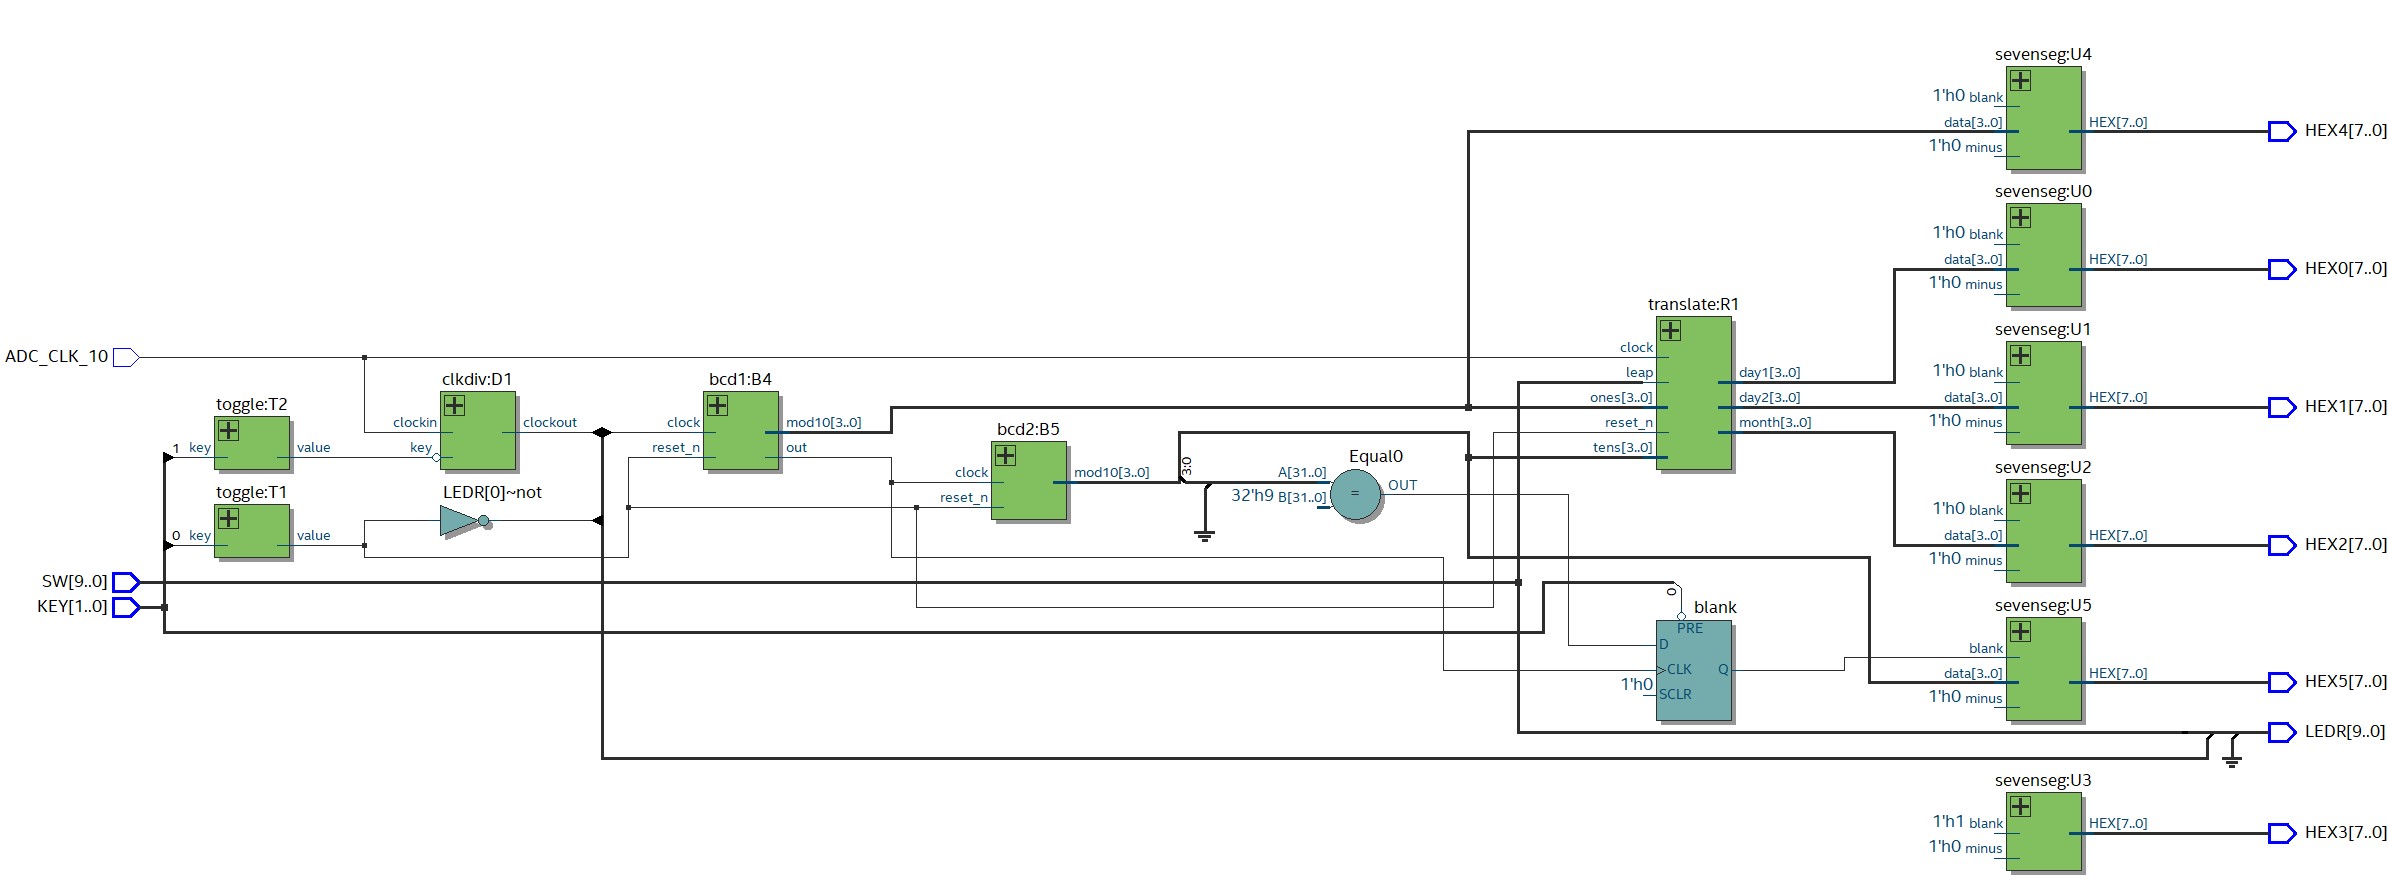 sevenseg:U4
1'h0 blank
data[3..0] HEX[7..0] HEX4[7..0]
1'h0 minus
sevenseg:U0
1'h0 blank
data[3..0] HEX[7..0] HEX0[7..0]
1'h0 minus
translate:R1
sevenseg:U1
ADC_CLK_10
clock
leap day1[3..0]
ones[3..0] day2[3..0]
reset_n month[3..0]
tens[3..0]
1'h0 blank
data[3..0] HEX[7..0] HEX1[7..0]
1'h0 minus
toggle:T2
1 key value
clkdiv:D1
clockin clockout
key
bcd1:B4
clock mod10[3..0]
reset_n out
bcd2:B5
clock mod10[3..0]
reset_n
3:0
Equal0
A[31..0]
32'h9 B[31..0]
= OUT
sevenseg:U2
1'h0 blank
data[3..0] HEX[7..0] HEX2[7..0]
1'h0 minus
toggle:T1
0 key value
LEDR[0]~not
SW[9..0]
KEY[1..0]
0
blank
PRE
D
CLK Q
1'h0 SCLR
sevenseg:U5
blank
data[3..0] HEX[7..0] HEX5[7..0]
1'h0 minus
LEDR[9..0]
sevenseg:U3
1'h1 blank HEX[7..0] HEX3[7..0]
1'h0 minus